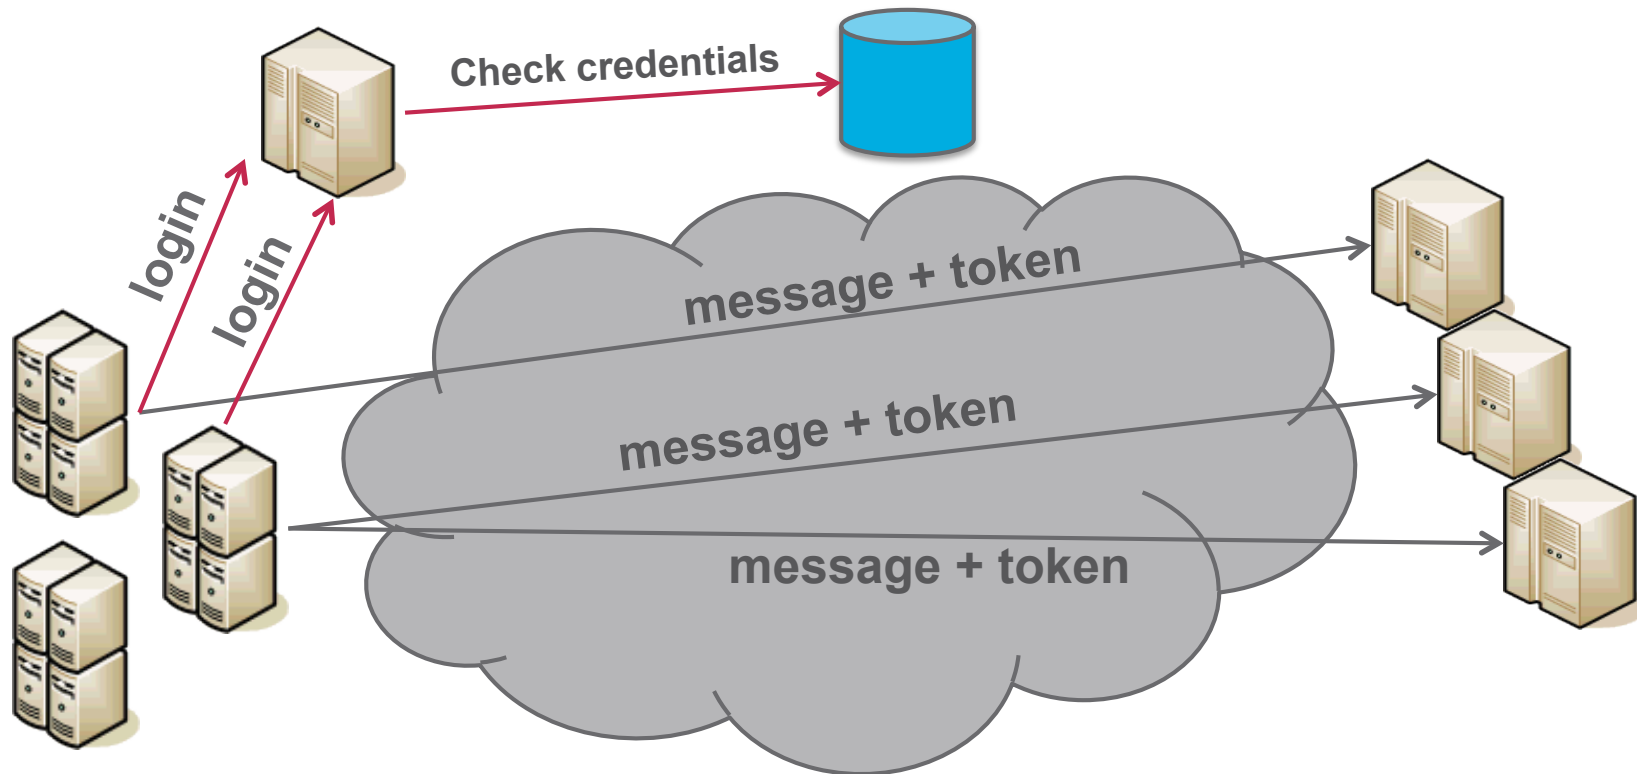 Check credentials
login
login
message + token
message + token
message + token